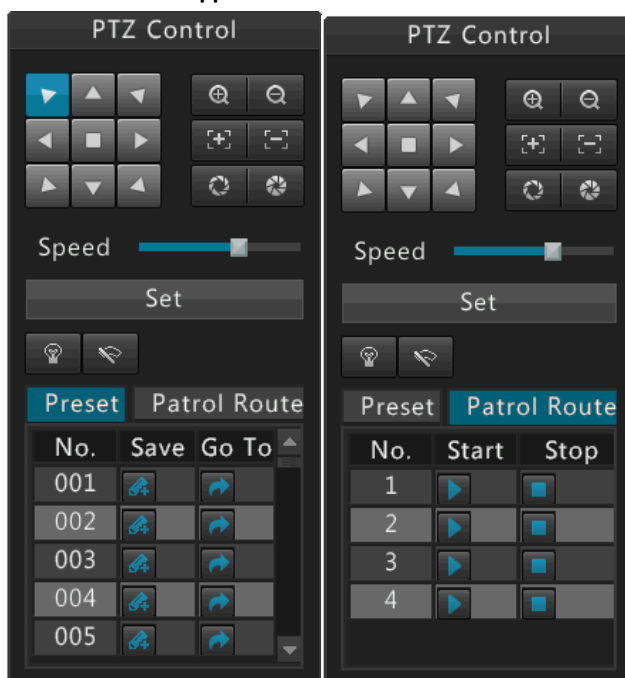 PTZ Control
Speed
Set
Preset Patrol Route
No. Save Go To
001
002
003
004
005
PTZ Control
Speed
Set
Preset Patrol Route
No. Start Stop
1
2
3
4